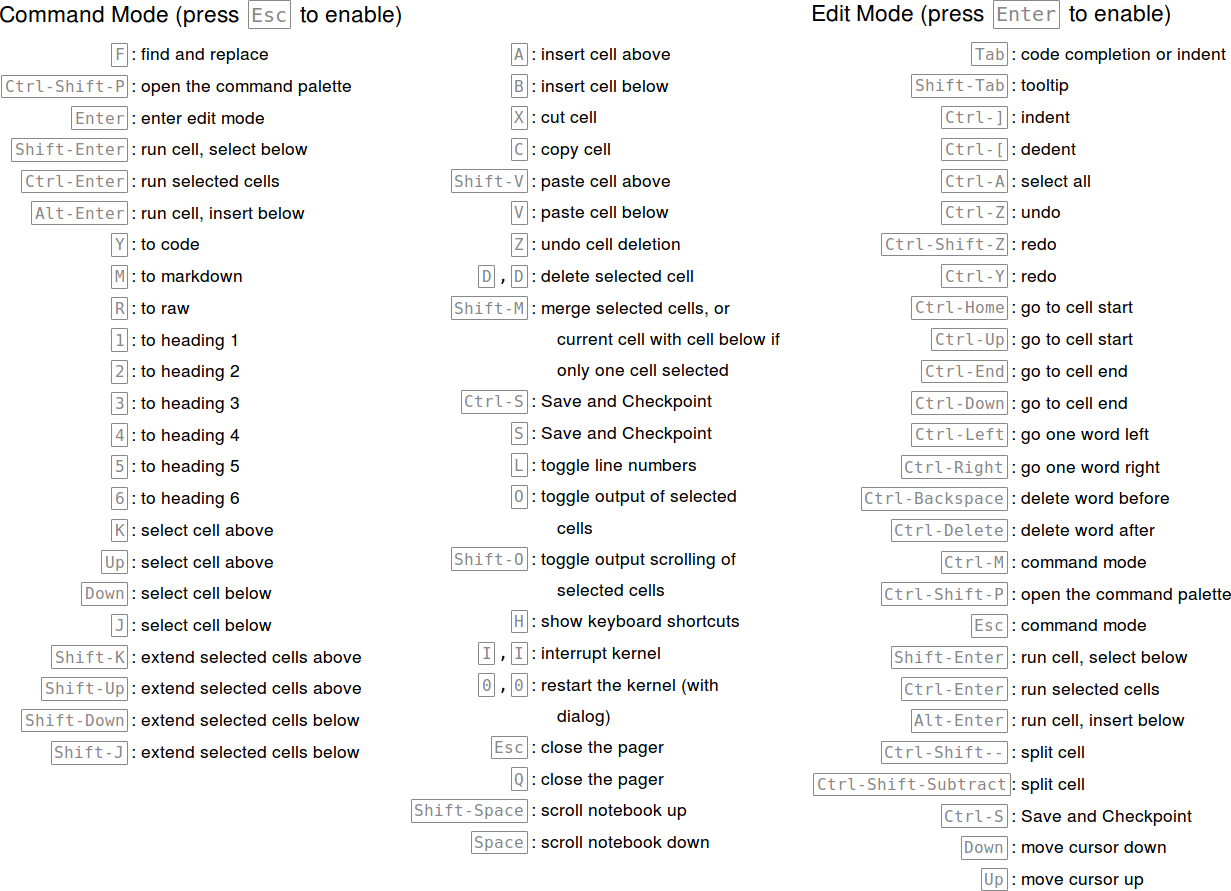 Command Mode (press Esc to enable)
F : find and replace
Ctrl-Shift-P : open the command palette
Enter : enter edit mode
Shift-Enter : run cell, select below
Ctrl-Enter : run selected cells
Alt-Enter : run cell, insert below
Y : to code
M : to markdown
R : to raw
1 : to heading 1
2 : to heading 2
3 : to heading 3
4 : to heading 4
5 : to heading 5
6 : to heading 6
K : select cell above
Up : select cell above
Down : select cell below
J : select cell below
Shift-K : extend selected cells above
Shift-Up : extend selected cells above
Shift-Down : extend selected cells below
Shift-J : extend selected cells below
A : insert cell above
B : insert cell below
X : cut cell
C : copy cell
Shift-V : paste cell above
V : paste cell below
Z : undo cell deletion
D , D : delete selected cell
Shift-M : merge selected cells, or
current cell with cell below if
only one cell selected
Ctrl-S : Save and Checkpoint
S : Save and Checkpoint
L : toggle line numbers
O : toggle output of selected
cells
Shift-O : toggle output scrolling of
selected cells
H : show keyboard shortcuts
I , I : interrupt kernel
0 , 0 : restart the kernel (with
dialog)
Esc : close the pager
Q : close the pager
Shift-Space : scroll notebook up
Space : scroll notebook down
Edit Mode (press Enter to enable)
Tab : code completion or indent
Shift-Tab : tooltip
Ctrl-] : indent
Ctrl-[ : dedent
Ctrl-A : select all
Ctrl-Z : undo
Ctrl-Shift-Z : redo
Ctrl-Y : redo
Ctrl-Home : go to cell start
Ctrl-Up : go to cell start
Ctrl-End : go to cell end
Ctrl-Down : go to cell end
Ctrl-Left : go one word left
Ctrl-Right : go one word right
Ctrl-Backspace : delete word before
Ctrl-Delete : delete word after
Ctrl-M : command mode
Ctrl-Shift-P : open the command palette
Esc : command mode
Shift-Enter : run cell, select below
Ctrl-Enter : run selected cells
Alt-Enter : run cell, insert below
Ctrl-Shift-- : split cell
Ctrl-Shift-Subtract : split cell
Ctrl-S : Save and Checkpoint
Down : move cursor down
Up : move cursor up